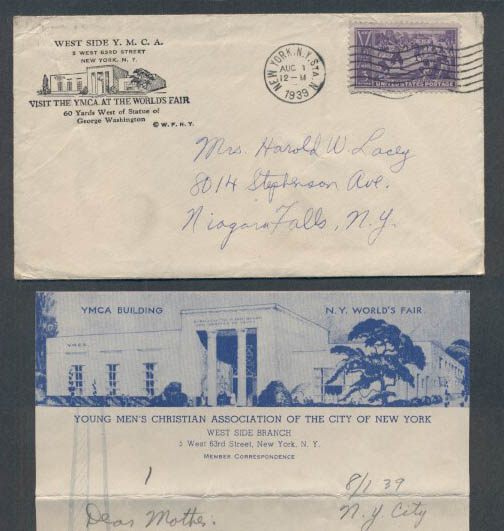 WEST SIDE Y. M. C. A.
5 WEST 63RD STREET
NEW YORK, N. Y.
VISIT THE YMCA AT THE WORLD'S FAIR
60 Yards West of Statue of
George Washington
© W. F. N. Y.
NEW YORK, N.Y. STA. N
AUG 1
12-M
1939
UNITED STATES POSTAGE
Mrs. Harold W. Lacey
8014 Stephenson Ave.
Niagara Falls, N.Y.
YMCA BUILDING N. Y. WORLD'S FAIR
YMCA
YOUNG MEN'S CHRISTIAN ASSOCIATION OF THE CITY OF NEW YORK
WEST SIDE BRANCH
5 West 63rd Street, New York, N. Y.
MEMBER CORRESPONDENCE
1 8/1 39
Dear Mother. N.Y. City